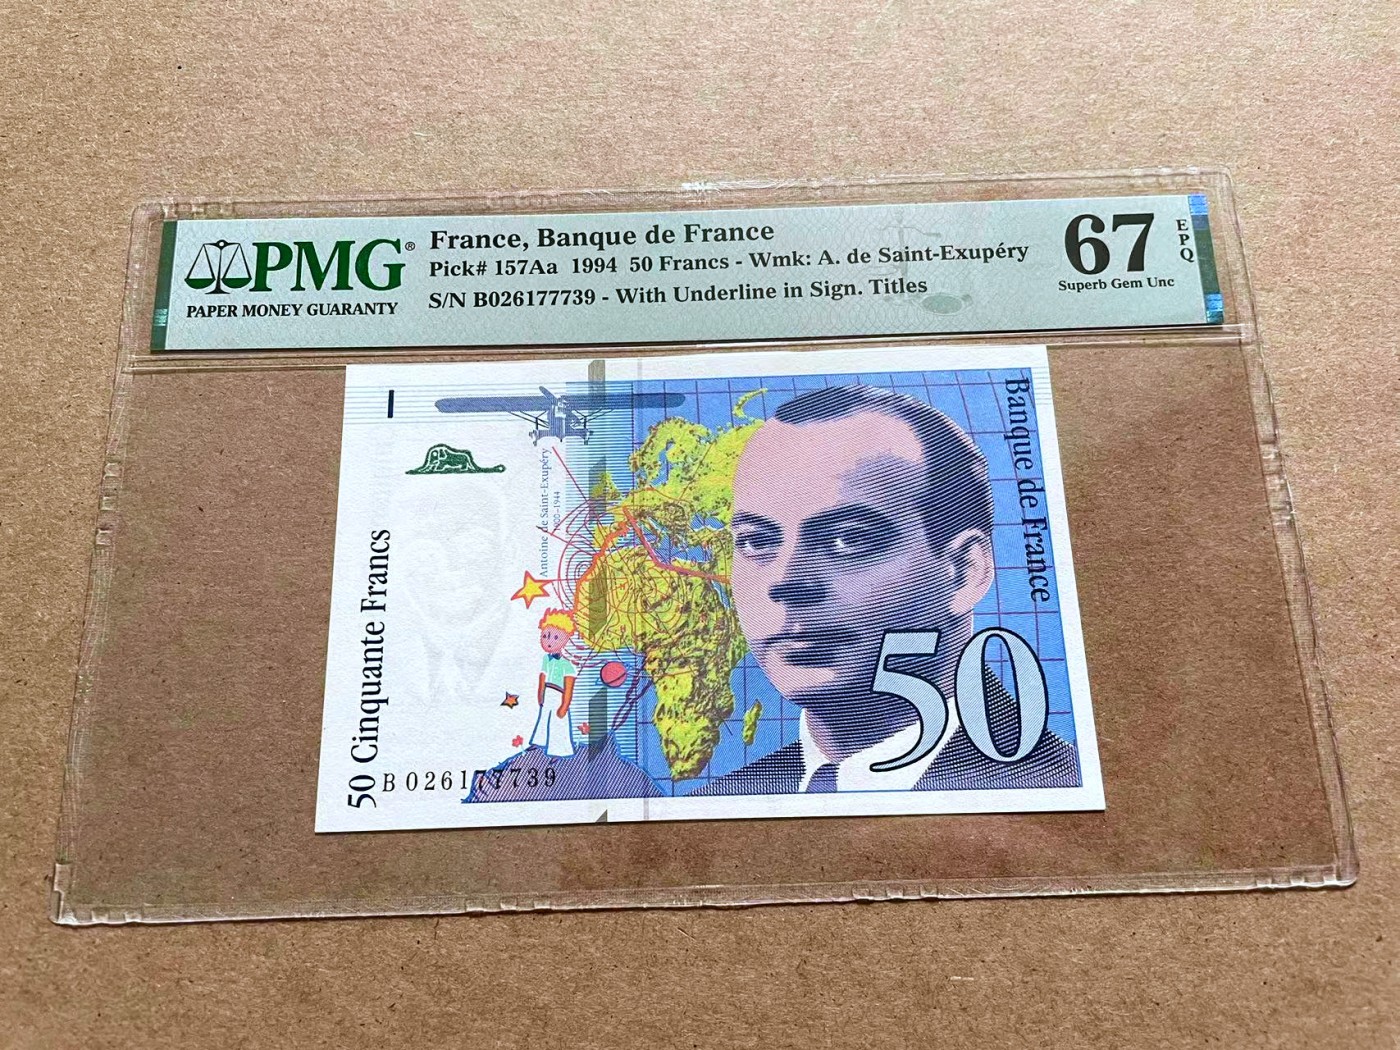 PMG®
PAPER MONEY GUARANTY
France, Banque de France
Pick# 157Aa 1994 50 Francs - Wmk: A. de Saint-Exupéry
S/N B026177739 - With Underline in Sign. Titles
67
EPQ
Superb Gem Unc
50 Cinquante Francs
Antoine de Saint-Exupéry
1900-1944
Banque de France
50
B 026177739